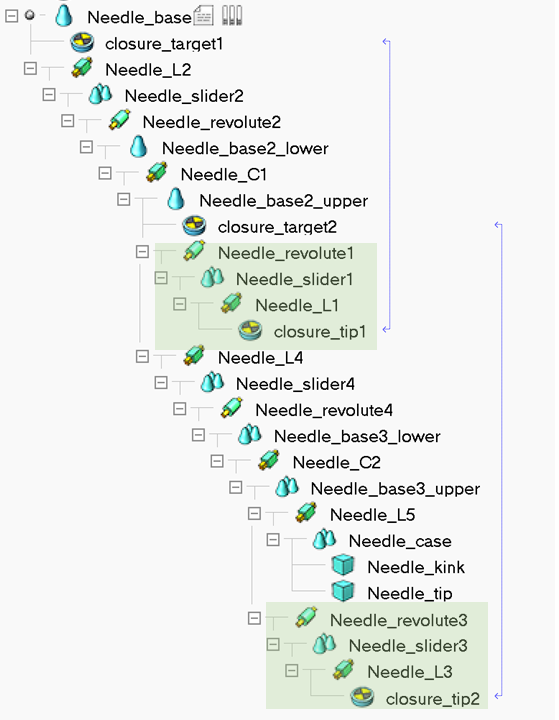 Needle_base
closure_target1
Needle_L2
Needle_slider2
Needle_revolute2
Needle_base2_lower
Needle_C1
Needle_base2_upper
closure_target2
Needle_revolute1
Needle_slider1
Needle_L1
closure_tip1
Needle_L4
Needle_slider4
Needle_revolute4
Needle_base3_lower
Needle_C2
Needle_base3_upper
Needle_L5
Needle_case
Needle_kink
Needle_tip
Needle_revolute3
Needle_slider3
Needle_L3
closure_tip2